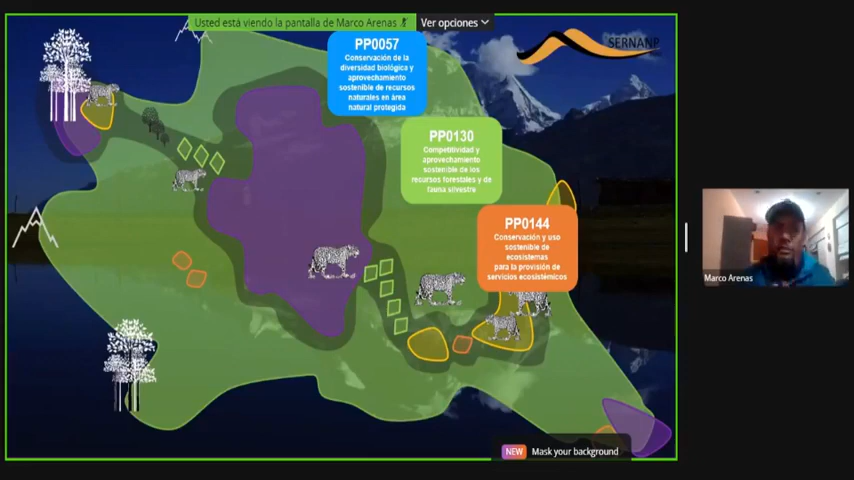 Usted está viendo la pantalla de Marco Arenas
Ver opciones
SERNANP
PP0057
Conservación de la
diversidad biológica y
aprovechamiento
sostenible de recursos
naturales en área
natural protegida
PP0130
Competitividad y
aprovechamiento
sostenible de los
recursos forestales y de
fauna silvestre
PP0144
Conservación y uso
sostenible de
ecosistemas
para la provisión de
servicios ecosistémicos
Marco Arenas
NEW Mask your background